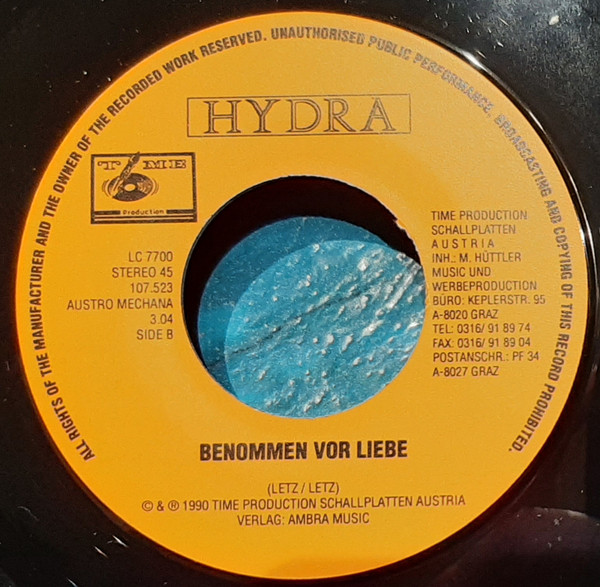 ALL RIGHTS OF THE MANUFACTURER AND THE OWNER OF THE RECORDED WORK RESERVED. UNAUTHORISED PUBLIC PERFORMANCE, BROADCASTING AND COPYING OF THIS RECORD PROHIBITED.
HYDRA
TIME
Production
LC 7700
STEREO 45
107.523
AUSTRO MECHANA
3.04
SIDE B
TIME PRODUCTION
SCHALLPLATTEN
AUSTRIA
INH.: M. HÜTTLER
MUSIC UND
WERBEPRODUCTION
BÜRO: KEPLERSTR. 95
A-8020 GRAZ
TEL: 0316/ 91 89 74
FAX: 0316/ 91 89 04
POSTANSCHR.: PF 34
A-8027 GRAZ
BENOMMEN VOR LIEBE
(LETZ / LETZ)
© & ℗ 1990 TIME PRODUCTION SCHALLPLATTEN AUSTRIA
VERLAG: AMBRA MUSIC